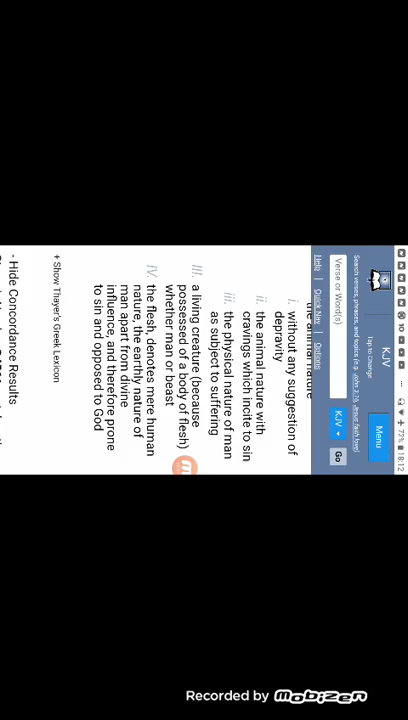 72% 18:12
KJV
Tap to Change
Menu
Search verses, phrases, and topics (e.g. John 3:16, Jesus faith love)
Verse or Word(s)
KJV
Go
Help Quick Nav Options
the animal nature
i. without any suggestion of
depravity
ii. the animal nature with
cravings which incite to sin
iii. the physical nature of man
as subject to suffering
III. a living creature (because
possessed of a body of flesh)
whether man or beast
IV. the flesh, denotes mere human
nature, the earthly nature of
man apart from divine
influence, and therefore prone
to sin and opposed to God
+ Show Thayer's Greek Lexicon
- Hide Concordance Results
Recorded by mobizen